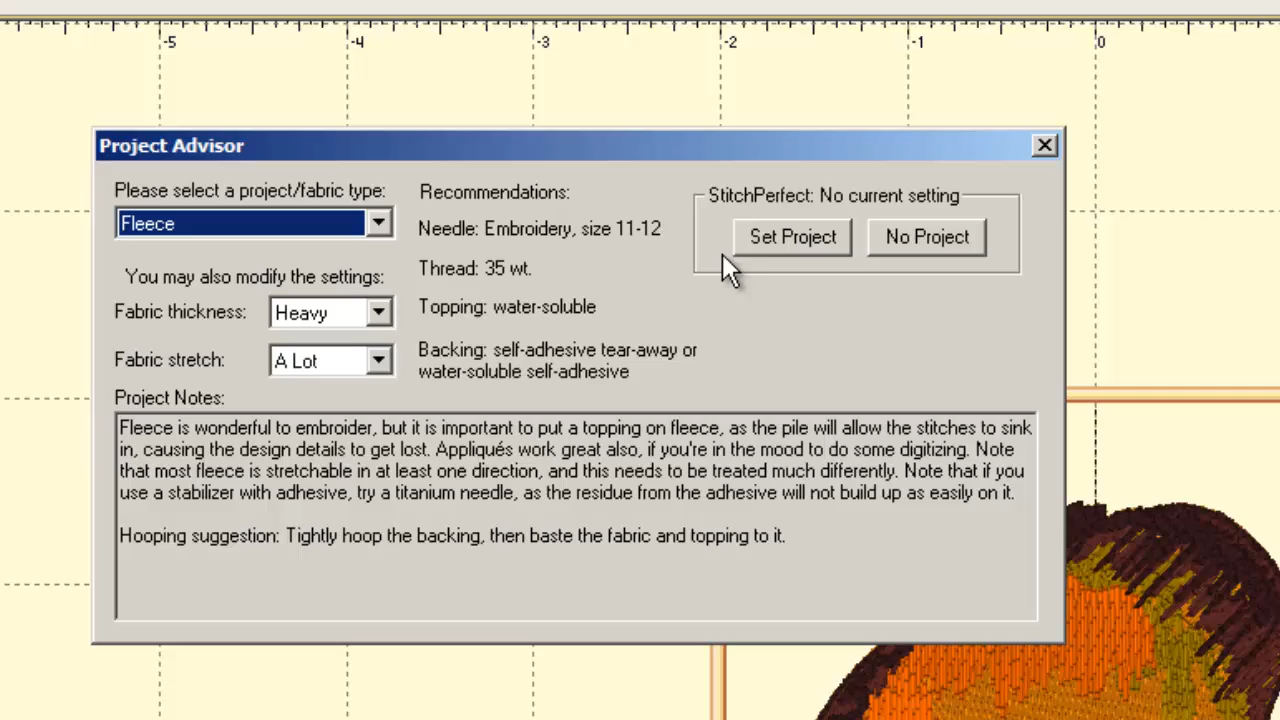 -5 -4 -3 -2 -1 0
Project Advisor
Please select a project/fabric type:
Fleece
You may also modify the settings:
Fabric thickness: Heavy
Fabric stretch: A Lot
Recommendations:
Needle: Embroidery, size 11-12
Thread: 35 wt.
Topping: water-soluble
Backing: self-adhesive tear-away or
water-soluble self-adhesive
StitchPerfect: No current setting
Set Project No Project
Project Notes:
Fleece is wonderful to embroider, but it is important to put a topping on fleece, as the pile will allow the stitches to sink
in, causing the design details to get lost. Appliqués work great also, if you're in the mood to do some digitizing. Note
that most fleece is stretchable in at least one direction, and this needs to be treated much differently. Note that if you
use a stabilizer with adhesive, try a titanium needle, as the residue from the adhesive will not build up as easily on it.
Hooping suggestion: Tightly hoop the backing, then baste the fabric and topping to it.